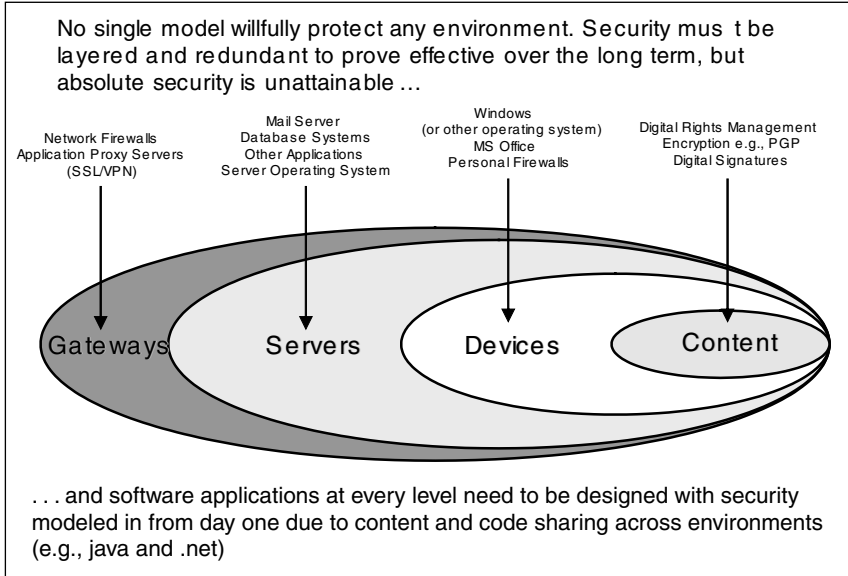 No single model willfully protect any environment. Security mus t be
layered and redundant to prove effective over the long term, but
absolute security is unattainable …
Network Firewalls
Application Proxy Servers
(SSL/VPN)
Mail Server
Database Systems
Other Applications
Server Operating System
Windows
(or other operating system)
MS Office
Personal Firewalls
Digital Rights Management
Encryption e.g., PGP
Digital Signatures
Gateways
Servers
Devices
Content
. . . and software applications at every level need to be designed with security
modeled in from day one due to content and code sharing across environments
(e.g., java and .net)